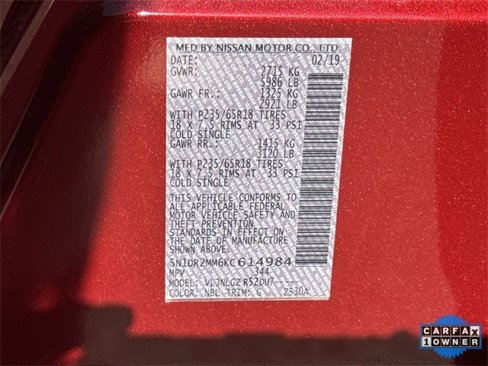 MFD BY NISSAN MOTOR CO., LTD.
DATE: 02/19
GVWR: 2715 KG
5986 LB
GAWR FR.: 1325 KG
2921 LB
WITH P235/65R18 TIRES
18 X 7.5 RIMS AT 33 PSI
COLD SINGLE
GAWR RR.: 1415 KG
3120 LB
WITH P235/65R18 TIRES
18 X 7.5 RIMS AT 33 PSI
COLD SINGLE
THIS VEHICLE CONFORMS TO
ALL APPLICABLE FEDERAL
MOTOR VEHICLE SAFETY AND
THEFT PREVENTION
STANDARDS IN EFFECT ON
THE DATE OF MANUFACTURE
SHOWN ABOVE.
5N1DR2MM6KC614984
MPV 344
MODEL:
COLOR: NBL TRIM: G
CARFAX
1 OWNER